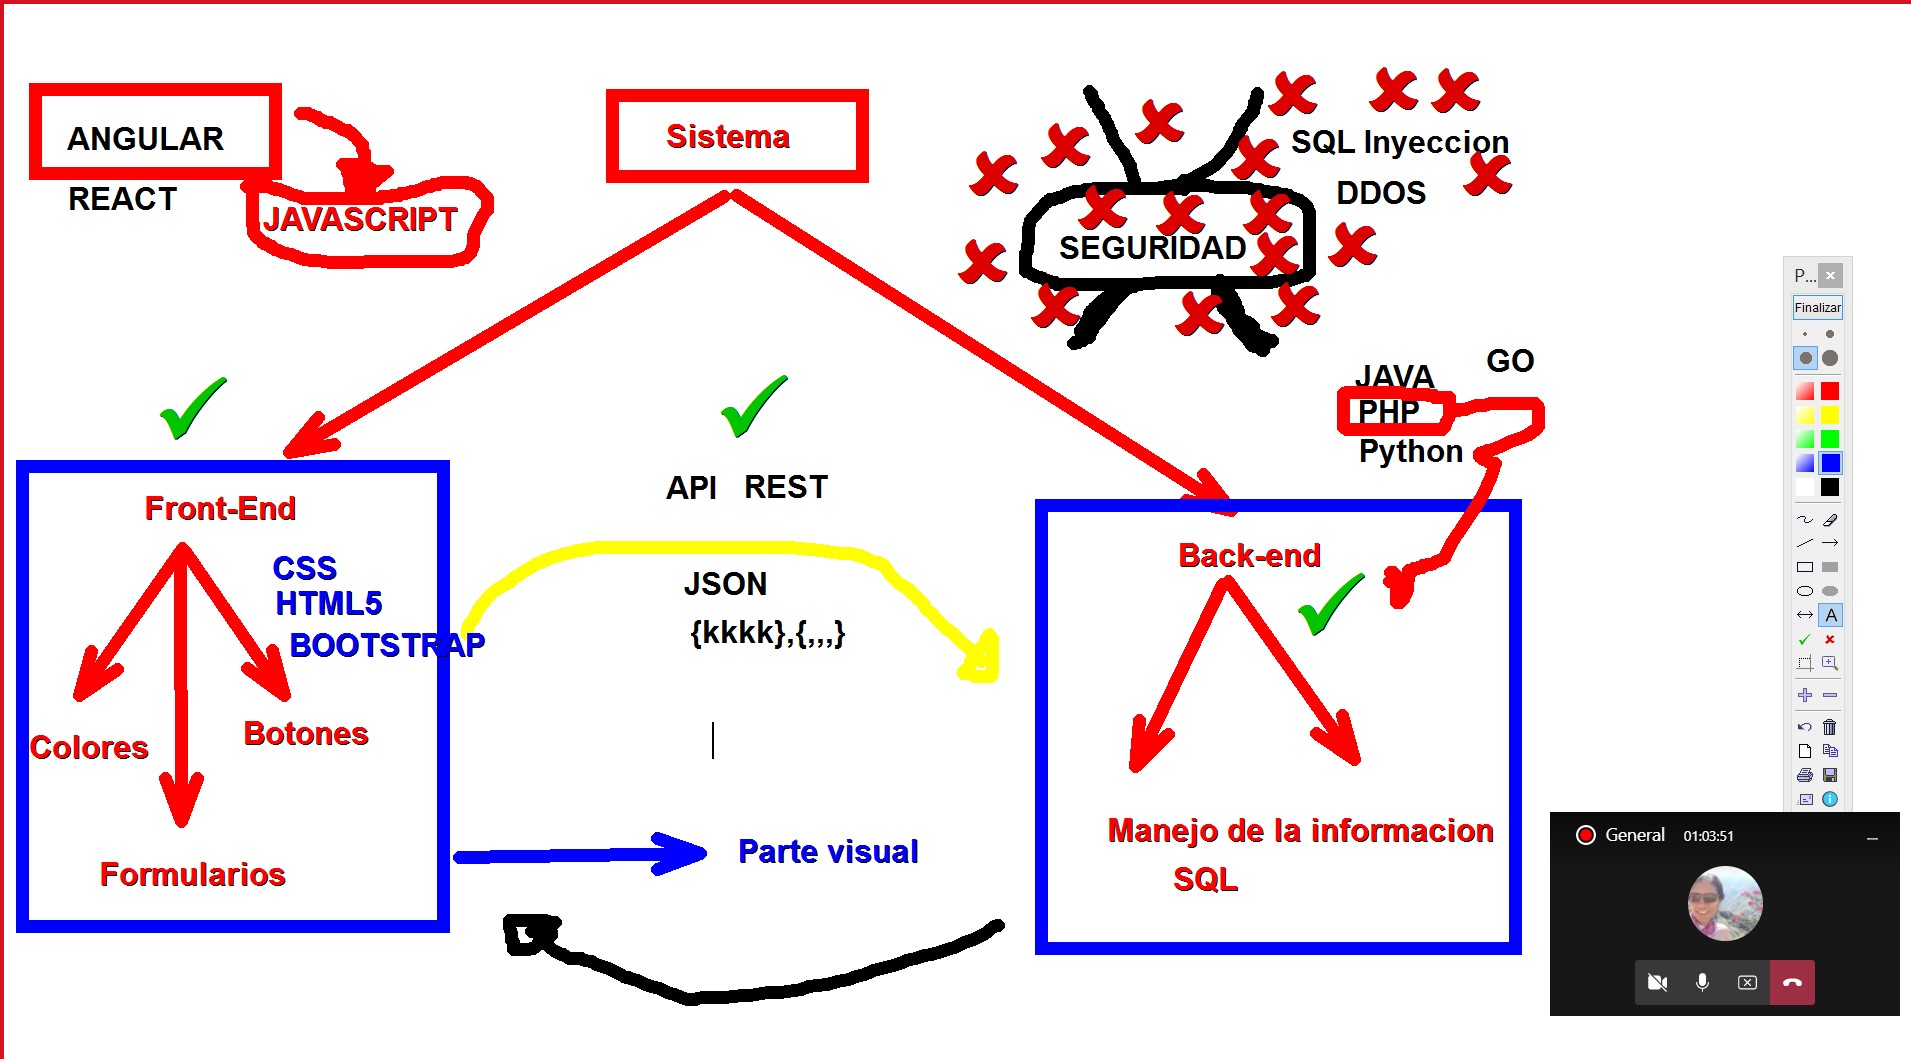 ANGULAR
REACT
JAVASCRIPT
Sistema
SQL Inyeccion
DDOS
SEGURIDAD
JAVA
GO
PHP
Python
Front-End
CSS
HTML5
BOOTSTRAP
Colores
Botones
Formularios
API REST
JSON
{kkkk},{,,,}
Parte visual
Back-end
Manejo de la informacion
SQL
P...
Finalizar
A
General 01:03:51